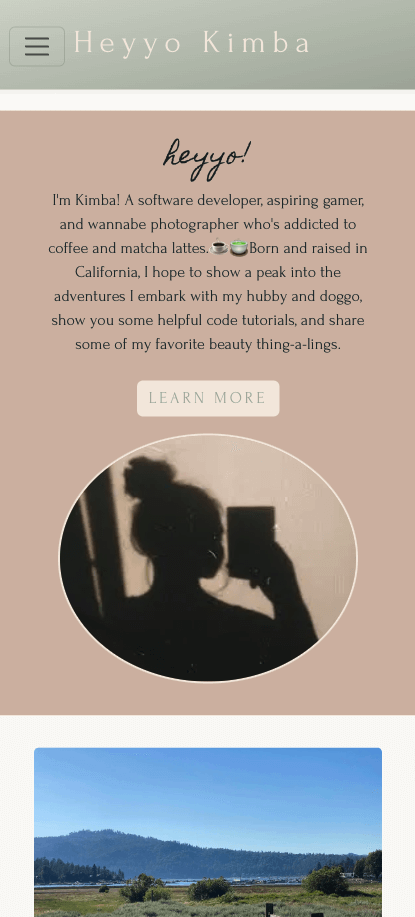 Heyyo Kimba
heyyo!
I'm Kimba! A software developer, aspiring gamer,
and wannabe photographer who's addicted to
coffee and matcha lattes.☕🍵Born and raised in
California, I hope to show a peak into the
adventures I embark with my hubby and doggo,
show you some helpful code tutorials, and share
some of my favorite beauty thing-a-lings.
LEARN MORE